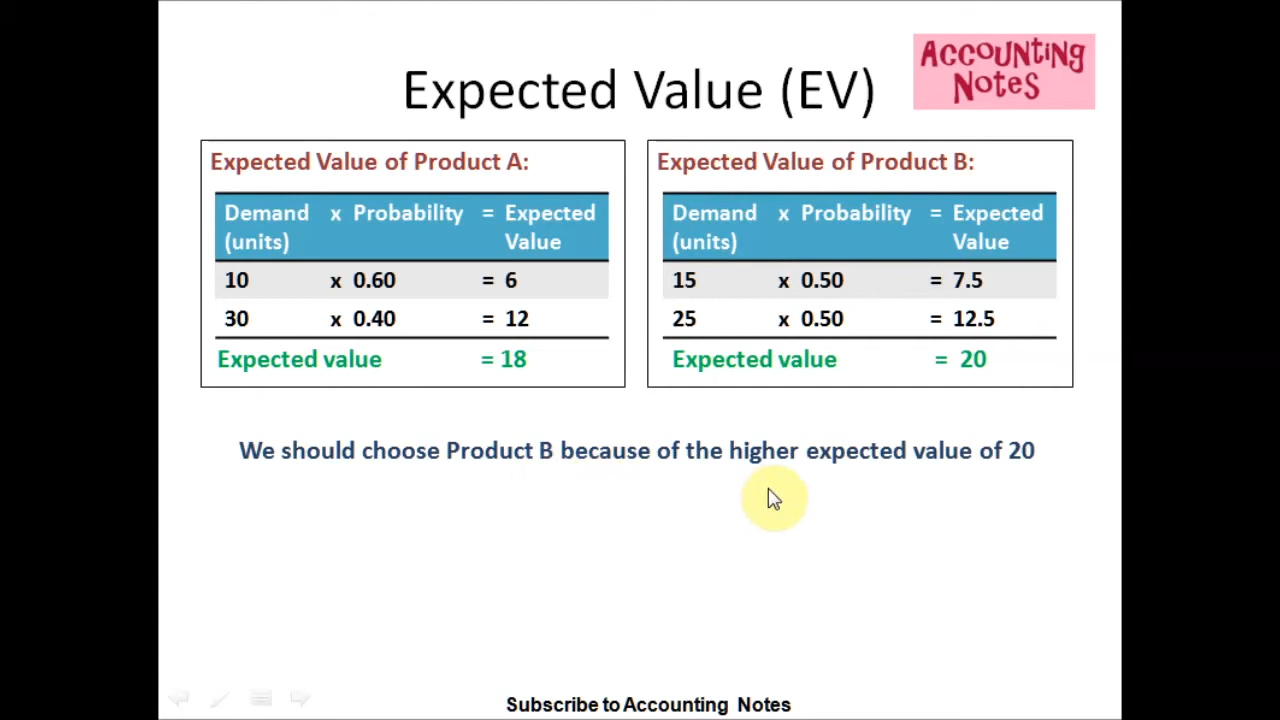 ACCOUNTING
NOTES
Expected Value (EV)
Expected Value of Product A:
Demand x Probability = Expected
(units) Value
10 x 0.60 = 6
30 x 0.40 = 12
Expected value = 18
Expected Value of Product B:
Demand x Probability = Expected
(units) Value
15 x 0.50 = 7.5
25 x 0.50 = 12.5
Expected value = 20
We should choose Product B because of the higher expected value of 20
Subscribe to Accounting Notes